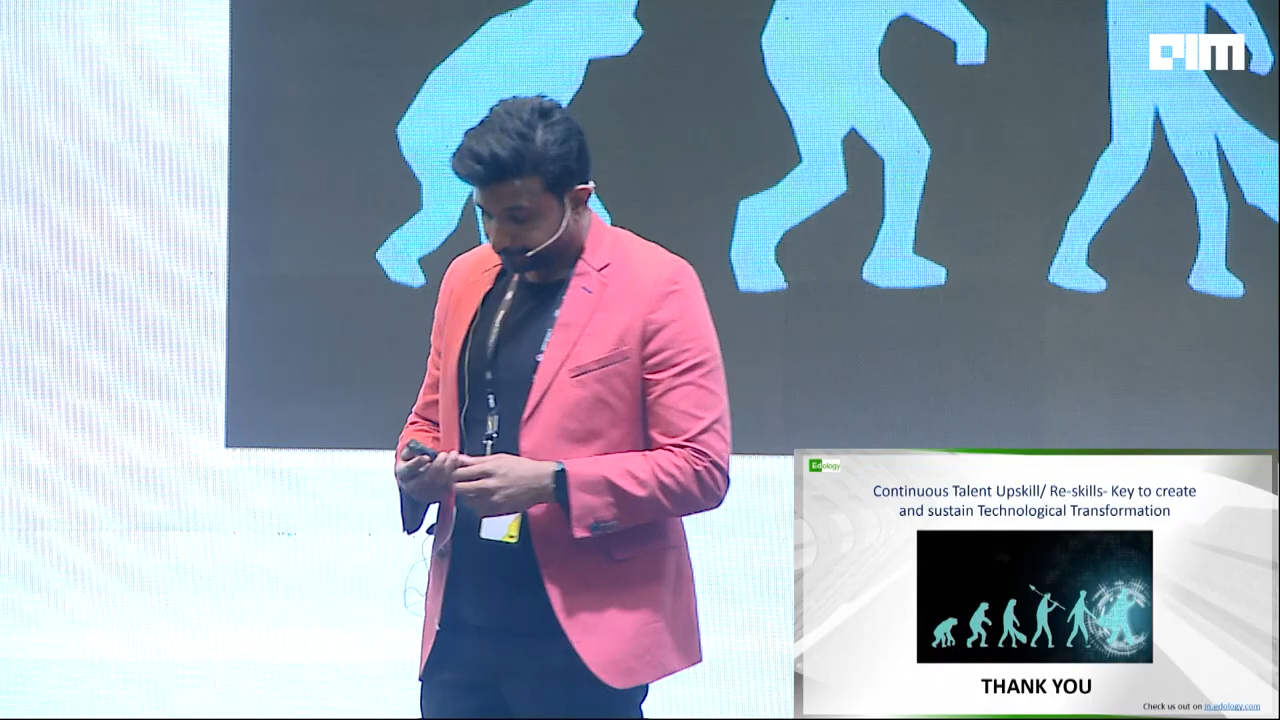 aim
Edology
Continuous Talent Upskill/ Re-skills- Key to create
and sustain Technological Transformation
THANK YOU
Check us out on in.edology.com